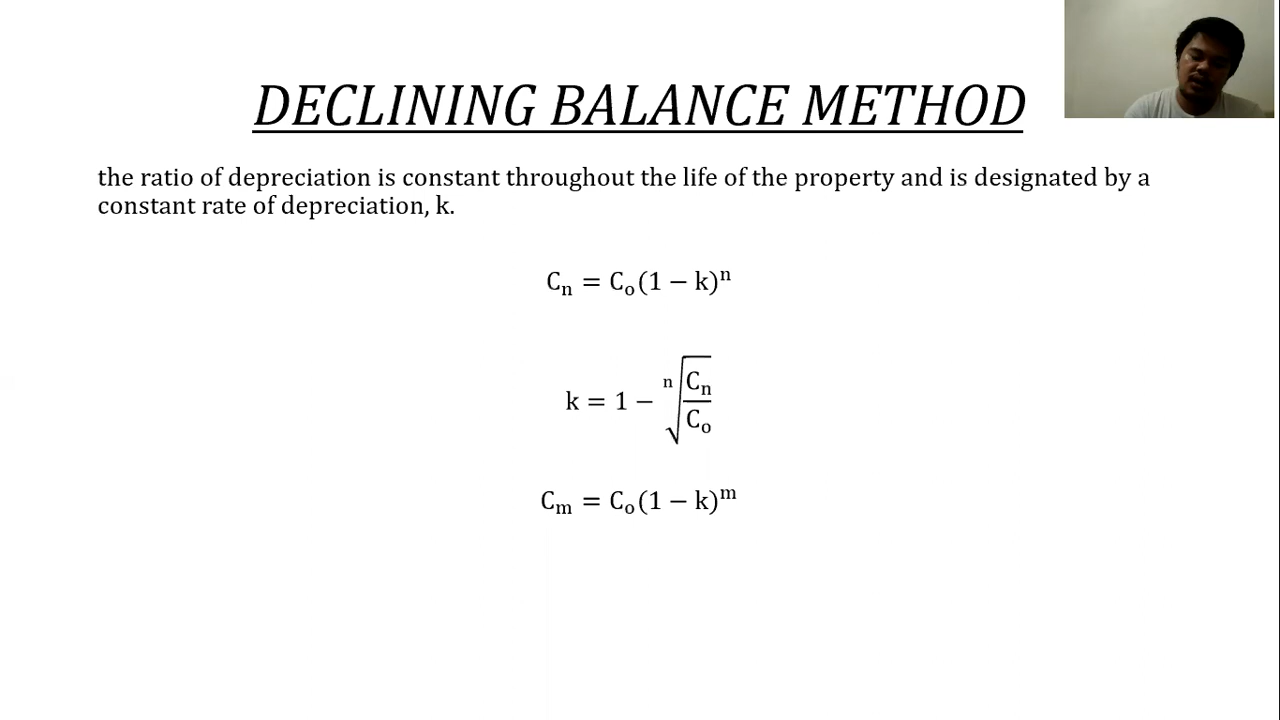 DECLINING BALANCE METHOD
the ratio of depreciation is constant throughout the life of the property and is designated by a
constant rate of depreciation, k.
Cₙ = Cₒ(1 − k)ⁿ
k = 1 − ⁿ√(Cₙ/Cₒ)
Cₘ = Cₒ(1 − k)ᵐ